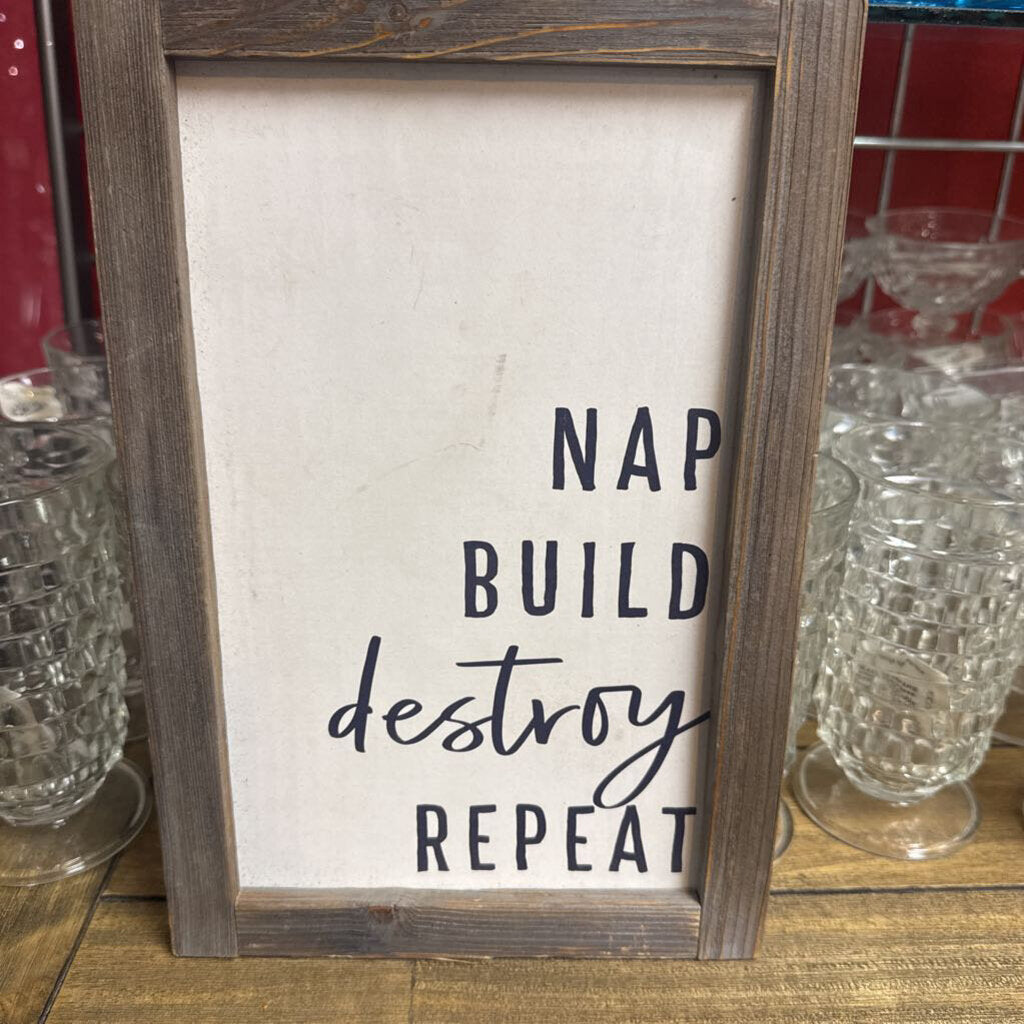 NAP
BUILD
destroy
REPEAT